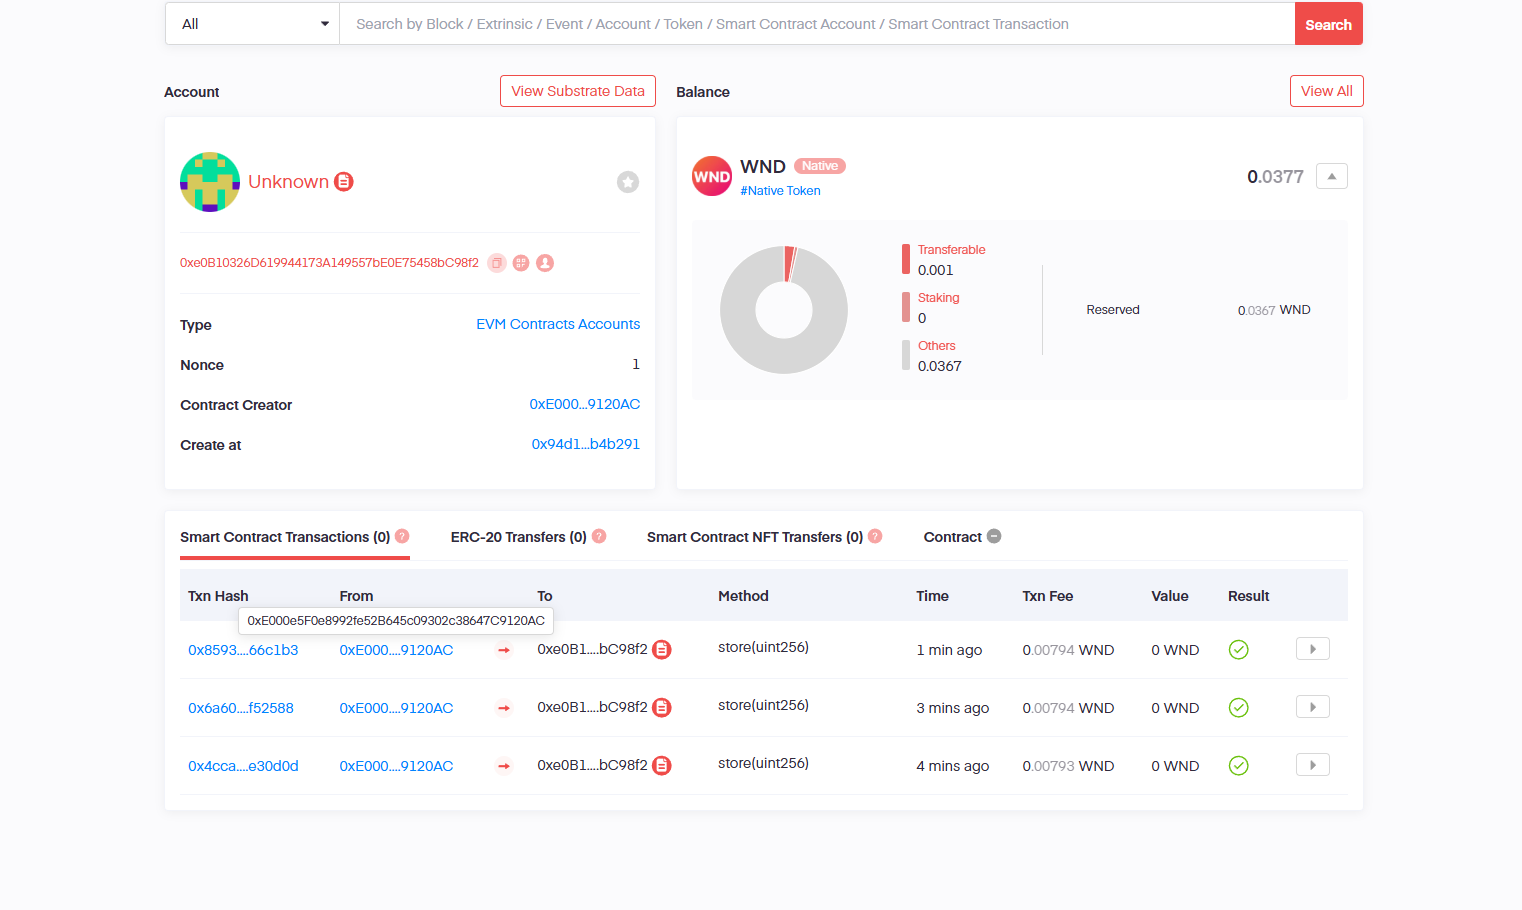 All
Search by Block / Extrinsic / Event / Account / Token / Smart Contract Account / Smart Contract Transaction
Search
Account
View Substrate Data
Balance
View All
Unknown
0xe0B10326D619944173A149557bE0E75458bC98f2
Type
EVM Contracts Accounts
Nonce
1
Contract Creator
0xE000...9120AC
Create at
0x94d1...b4b291
WND
WND Native
#Native Token
0.0377
Transferable
0.001
Staking
0
Others
0.0367
Reserved
0.0367 WND
Smart Contract Transactions (0) ?
ERC-20 Transfers (0) ?
Smart Contract NFT Transfers (0) ?
Contract
Txn Hash From To Method Time Txn Fee Value Result
0xE000e5F0e8992fe52B645c09302c38647C9120AC
0x8593....66c1b3 0xE000....9120AC 0xe0B1....bC98f2 store(uint256) 1 min ago 0.00794 WND 0 WND
0x6a60....f52588 0xE000....9120AC 0xe0B1....bC98f2 store(uint256) 3 mins ago 0.00794 WND 0 WND
0x4cca....e30d0d 0xE000....9120AC 0xe0B1....bC98f2 store(uint256) 4 mins ago 0.00793 WND 0 WND